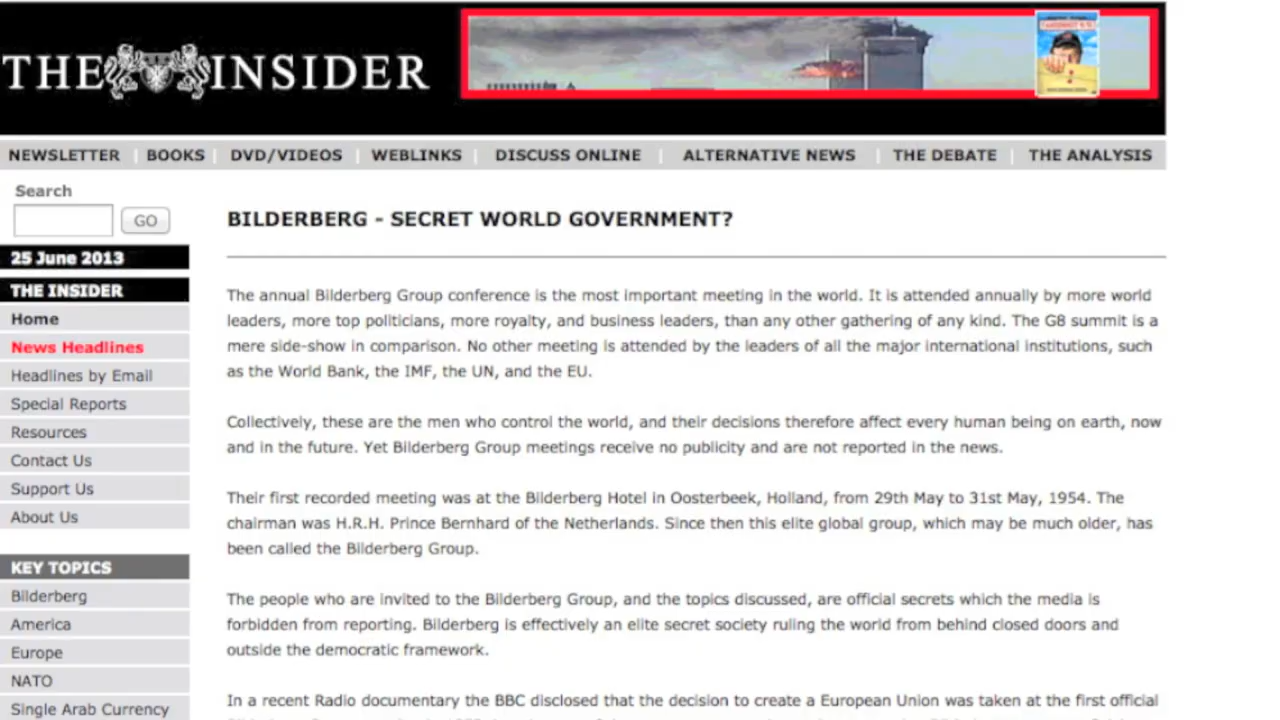 THE INSIDER
NEWSLETTER | BOOKS | DVD/VIDEOS | WEBLINKS | DISCUSS ONLINE | ALTERNATIVE NEWS | THE DEBATE | THE ANALYSIS
Search
GO
25 June 2013
THE INSIDER
Home
News Headlines
Headlines by Email
Special Reports
Resources
Contact Us
Support Us
About Us
KEY TOPICS
Bilderberg
America
Europe
NATO
Single Arab Currency
BILDERBERG - SECRET WORLD GOVERNMENT?
The annual Bilderberg Group conference is the most important meeting in the world. It is attended annually by more world
leaders, more top politicians, more royalty, and business leaders, than any other gathering of any kind. The G8 summit is a
mere side-show in comparison. No other meeting is attended by the leaders of all the major international institutions, such
as the World Bank, the IMF, the UN, and the EU.
Collectively, these are the men who control the world, and their decisions therefore affect every human being on earth, now
and in the future. Yet Bilderberg Group meetings receive no publicity and are not reported in the news.
Their first recorded meeting was at the Bilderberg Hotel in Oosterbeek, Holland, from 29th May to 31st May, 1954. The
chairman was H.R.H. Prince Bernhard of the Netherlands. Since then this elite global group, which may be much older, has
been called the Bilderberg Group.
The people who are invited to the Bilderberg Group, and the topics discussed, are official secrets which the media is
forbidden from reporting. Bilderberg is effectively an elite secret society ruling the world from behind closed doors and
outside the democratic framework.
In a recent Radio documentary the BBC disclosed that the decision to create a European Union was taken at the first official